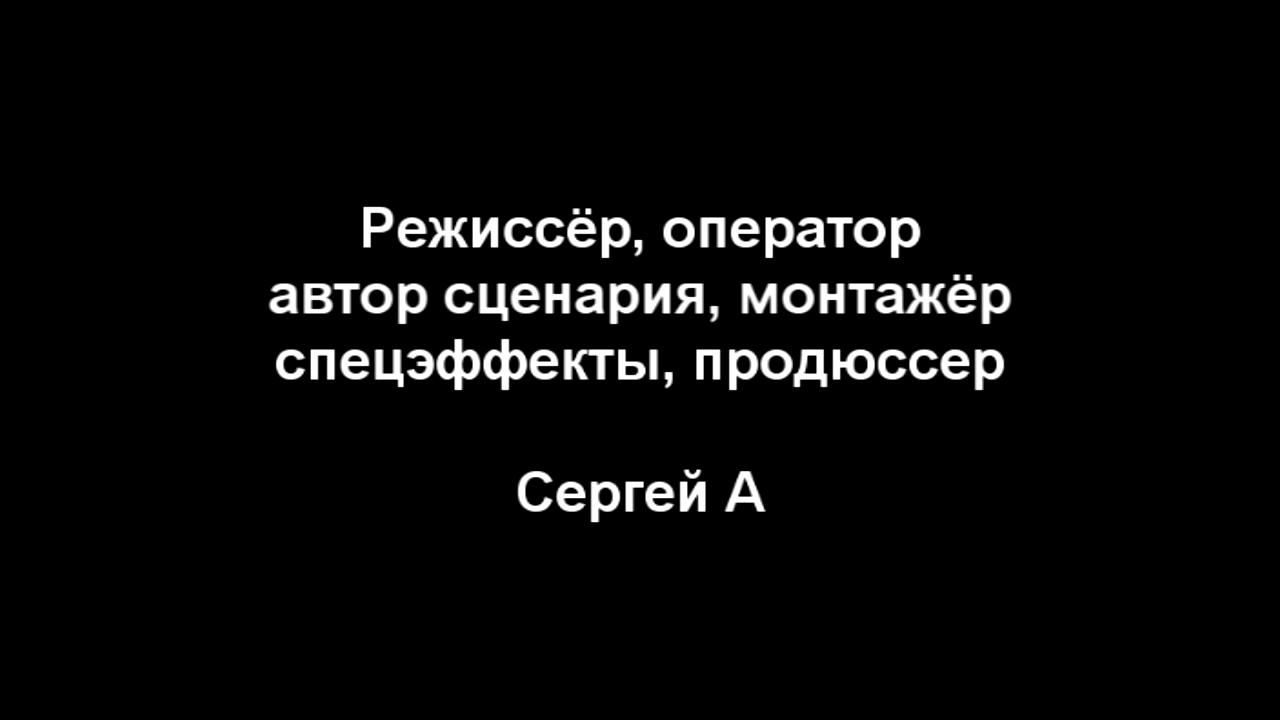 Режиссёр, оператор
автор сценария, монтажёр
спецэффекты, продюссер
Сергей А